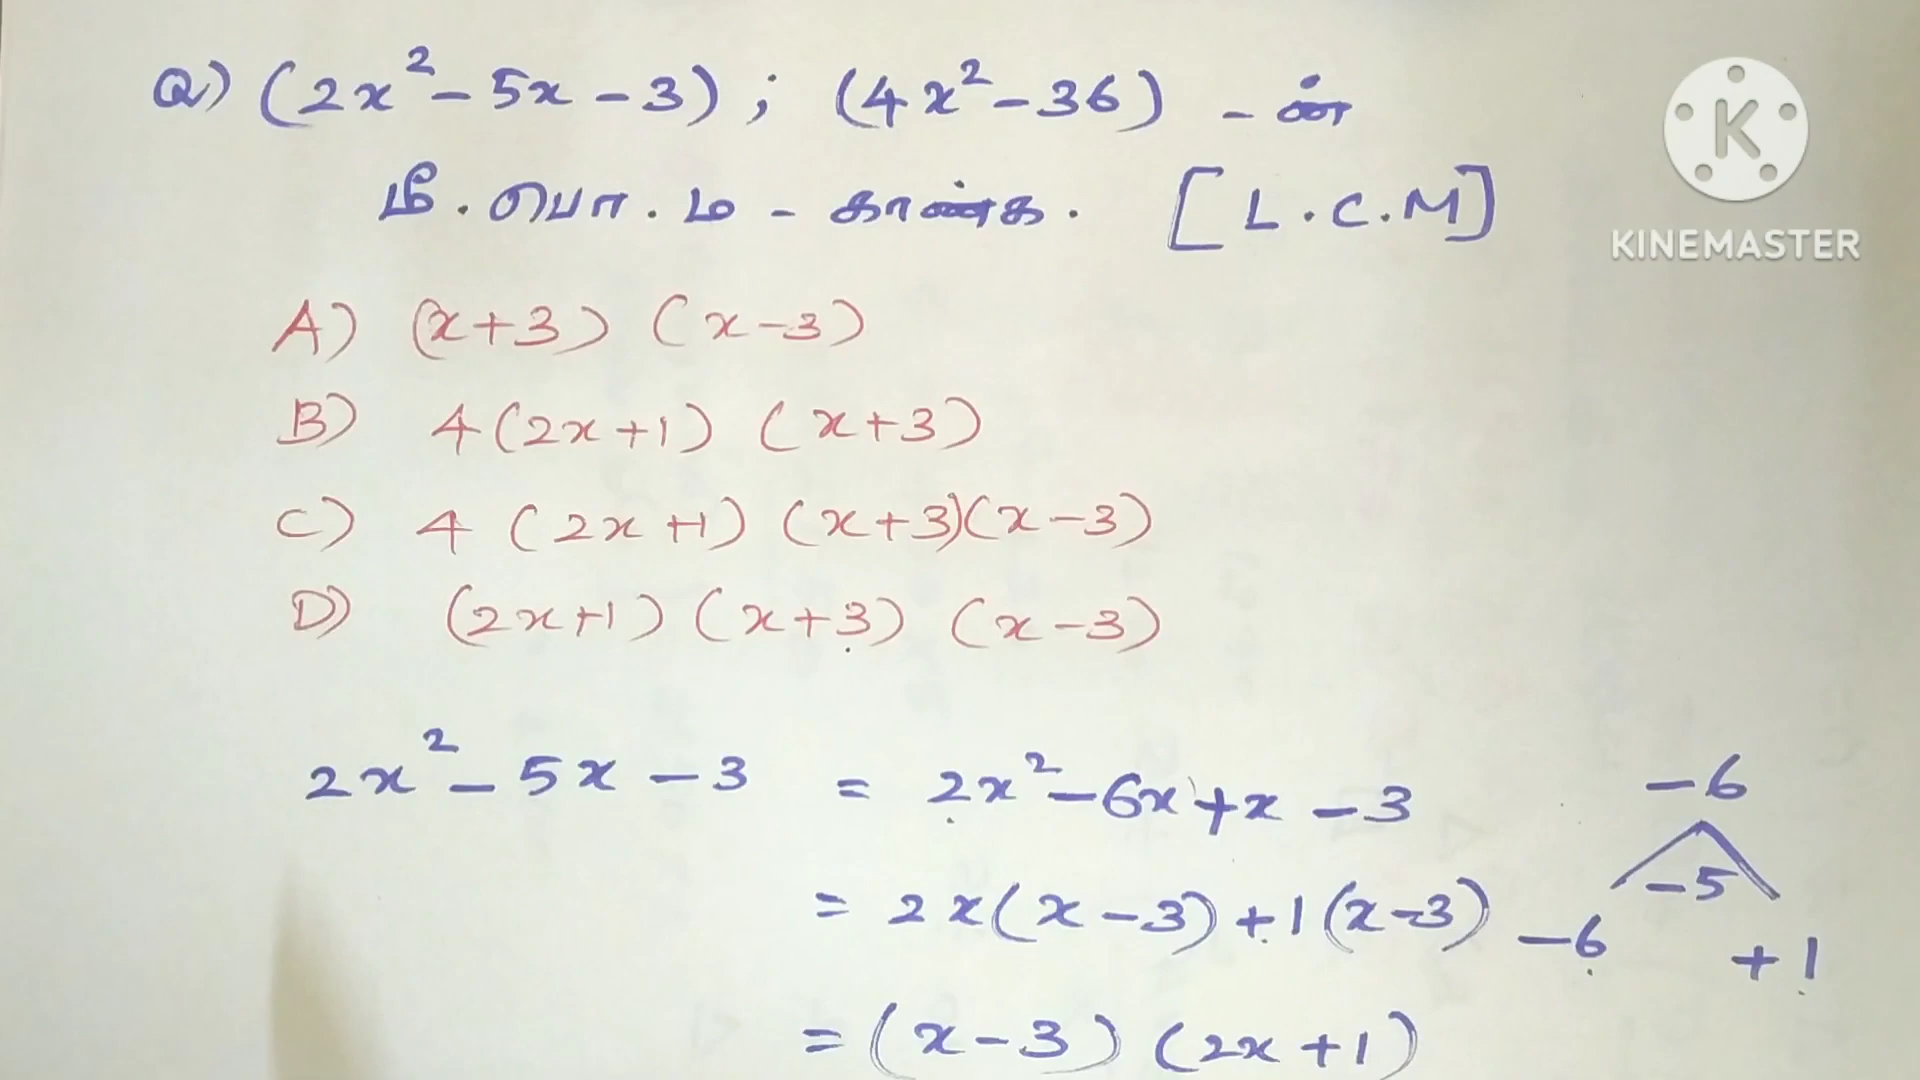 Q) (2x² - 5x - 3) ; (4x² - 36) - ன்
மீ.பொ.ம - காண்க. [L.C.M]
K
KINEMASTER
A) (x+3) (x-3)
B) 4(2x+1) (x+3)
C) 4 (2x+1) (x+3)(x-3)
D) (2x+1) (x+3) (x-3)
2x² - 5x - 3 = 2x² - 6x + x - 3
-6
-5
= 2x(x-3) + 1(x-3)
-6 +1
= (x-3) (2x+1)